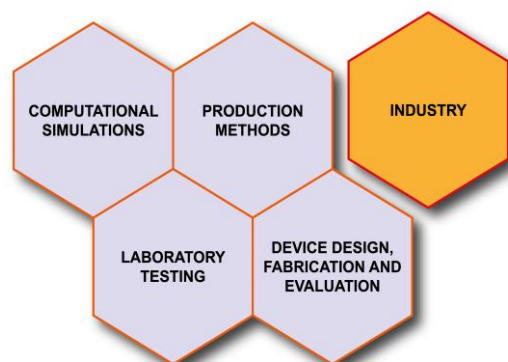 COMPUTATIONAL
SIMULATIONS
PRODUCTION
METHODS
INDUSTRY
LABORATORY
TESTING
DEVICE DESIGN,
FABRICATION AND
EVALUATION